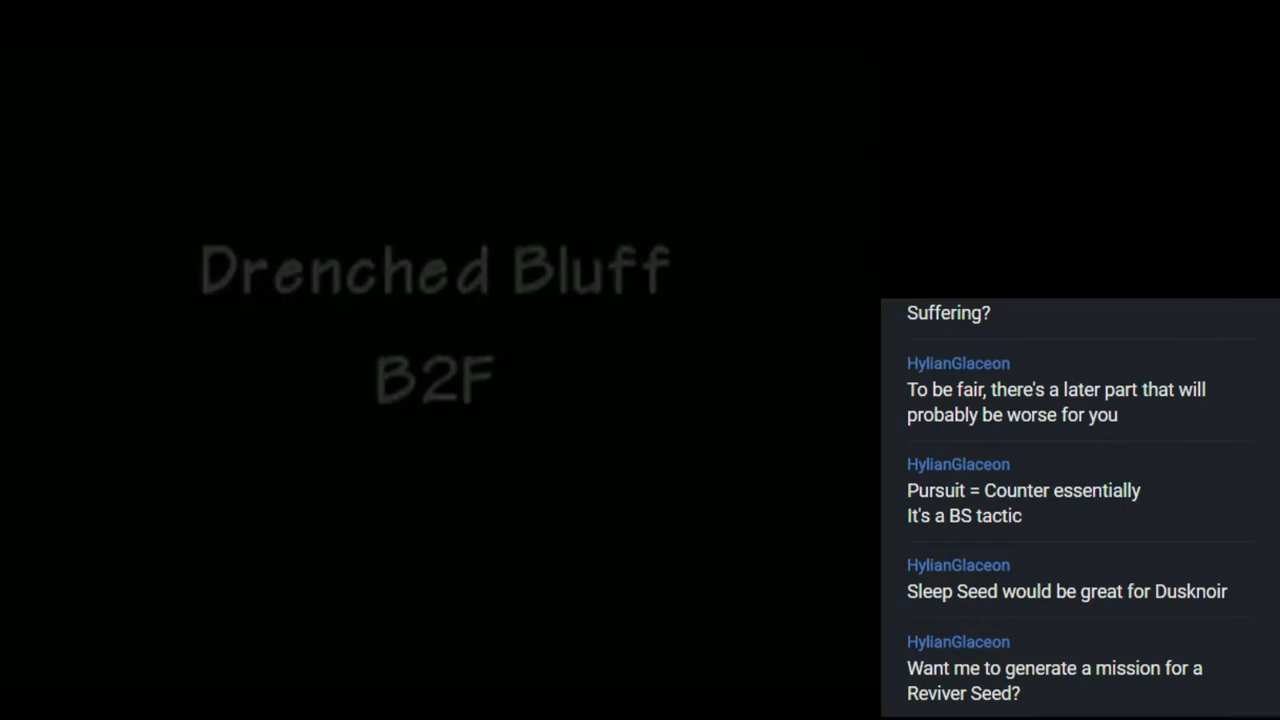 Drenched Bluff
B2F
Suffering?
HylianGlaceon
To be fair, there's a later part that will
probably be worse for you
HylianGlaceon
Pursuit = Counter essentially
It's a BS tactic
HylianGlaceon
Sleep Seed would be great for Dusknoir
HylianGlaceon
Want me to generate a mission for a
Reviver Seed?